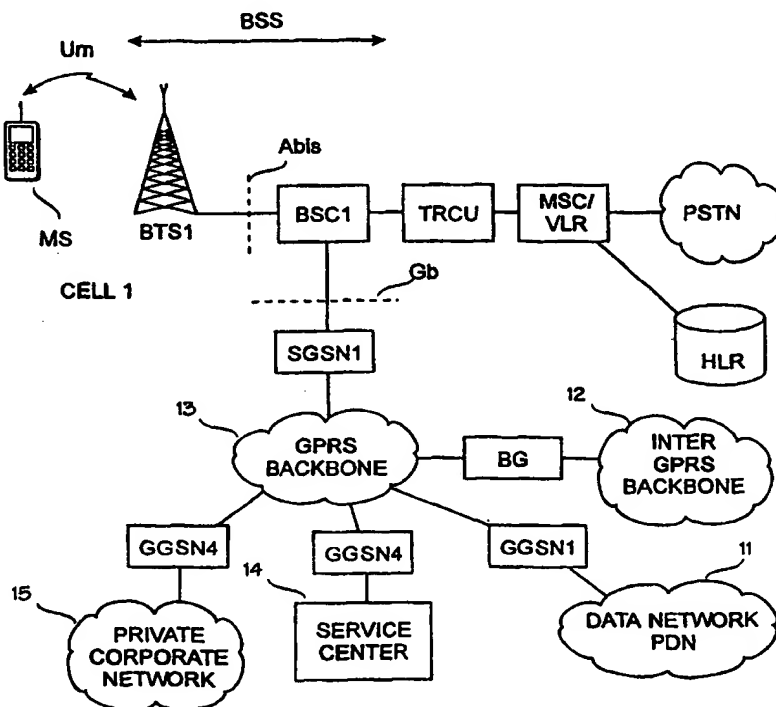 BSS
Um
Abis
MS
BTS1
BSC1
TRCU
MSC/
VLR
PSTN
CELL 1
Gb
HLR
SGSN1
13
GPRS
BACKBONE
BG
12
INTER
GPRS
BACKBONE
GGSN4
GGSN4
GGSN1
11
15
PRIVATE
CORPORATE
NETWORK
14
SERVICE
CENTER
DATA NETWORK
PDN